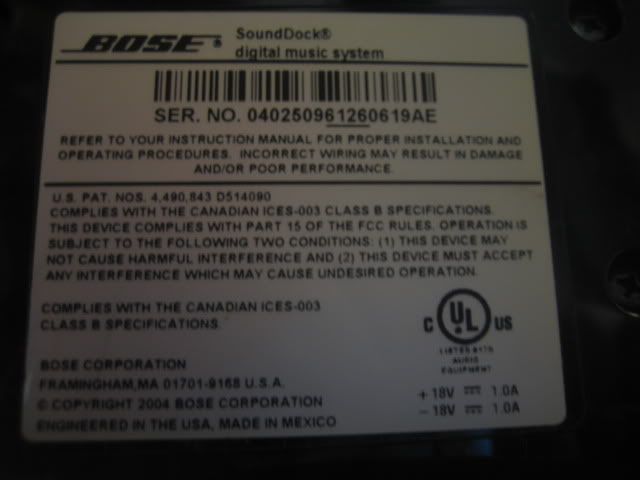 BOSE® SoundDock®
digital music system
SER. NO. 040250961260619AE
REFER TO YOUR INSTRUCTION MANUAL FOR PROPER INSTALLATION AND
OPERATING PROCEDURES. INCORRECT WIRING MAY RESULT IN DAMAGE
AND/OR POOR PERFORMANCE.
U.S. PAT. NOS. 4,490,843 D514090
COMPLIES WITH THE CANADIAN ICES-003 CLASS B SPECIFICATIONS.
THIS DEVICE COMPLIES WITH PART 15 OF THE FCC RULES. OPERATION IS
SUBJECT TO THE FOLLOWING TWO CONDITIONS: (1) THIS DEVICE MAY
NOT CAUSE HARMFUL INTERFERENCE AND (2) THIS DEVICE MUST ACCEPT
ANY INTERFERENCE WHICH MAY CAUSE UNDESIRED OPERATION.
COMPLIES WITH THE CANADIAN ICES-003
CLASS B SPECIFICATIONS.
C UL US
LISTED
AUDIO
EQUIPMENT
BOSE CORPORATION
FRAMINGHAM,MA 01701-9168 U.S.A.
© COPYRIGHT 2004 BOSE CORPORATION
ENGINEERED IN THE USA, MADE IN MEXICO
+ 18V ⎓ 1.0A
− 18V ⎓ 1.0A